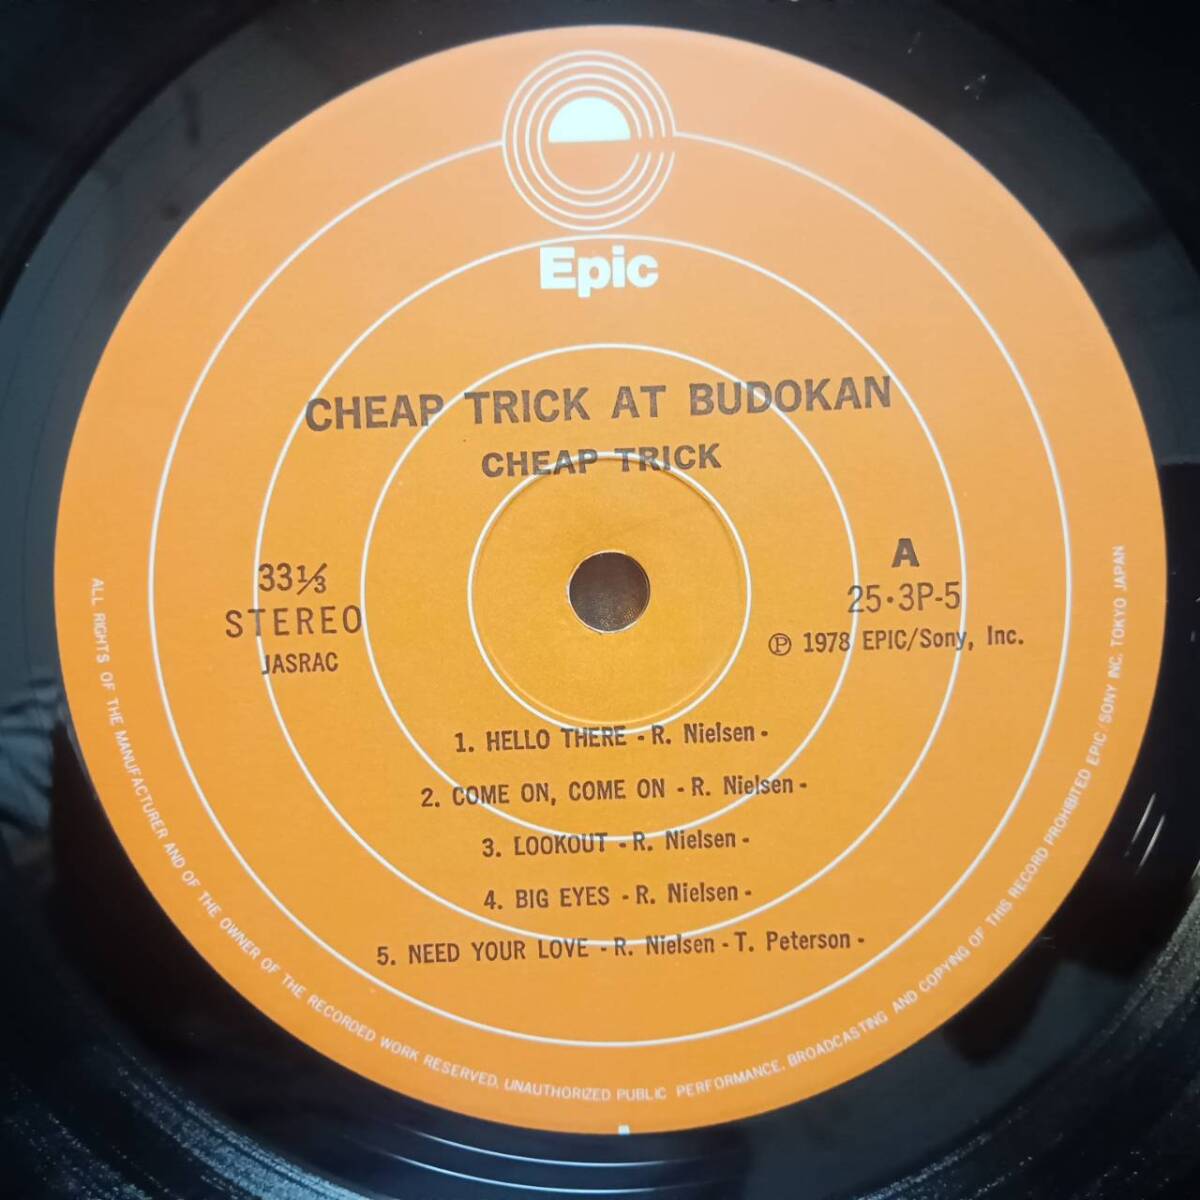 Epic
CHEAP TRICK AT BUDOKAN
CHEAP TRICK
33⅓
STEREO
JASRAC
A
25・3P-5
Ⓟ 1978 EPIC/Sony, Inc.
1. HELLO THERE - R. Nielsen -
2. COME ON, COME ON - R. Nielsen -
3. LOOKOUT - R. Nielsen -
4. BIG EYES - R. Nielsen -
5. NEED YOUR LOVE - R. Nielsen - T. Peterson -
ALL RIGHTS OF THE MANUFACTURER AND OF THE OWNER OF THE RECORDED WORK RESERVED. UNAUTHORIZED PUBLIC PERFORMANCE, BROADCASTING AND COPYING OF THIS RECORD PROHIBITED EPIC/SONY INC. TOKYO JAPAN